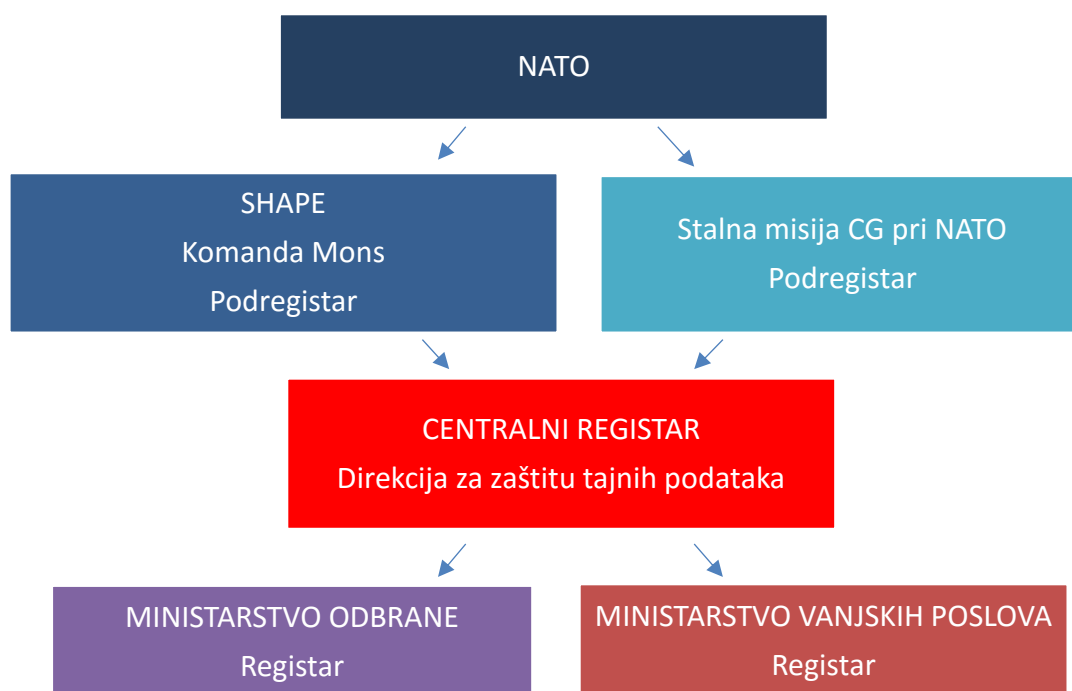 NATO
SHAPE
Komanda Mons
Podregistar
Stalna misija CG pri NATO
Podregistar
CENTRALNI REGISTAR
Direkcija za zaštitu tajnih podataka
MINISTARSTVO ODBRANE
Registar
MINISTARSTVO VANJSKIH POSLOVA
Registar